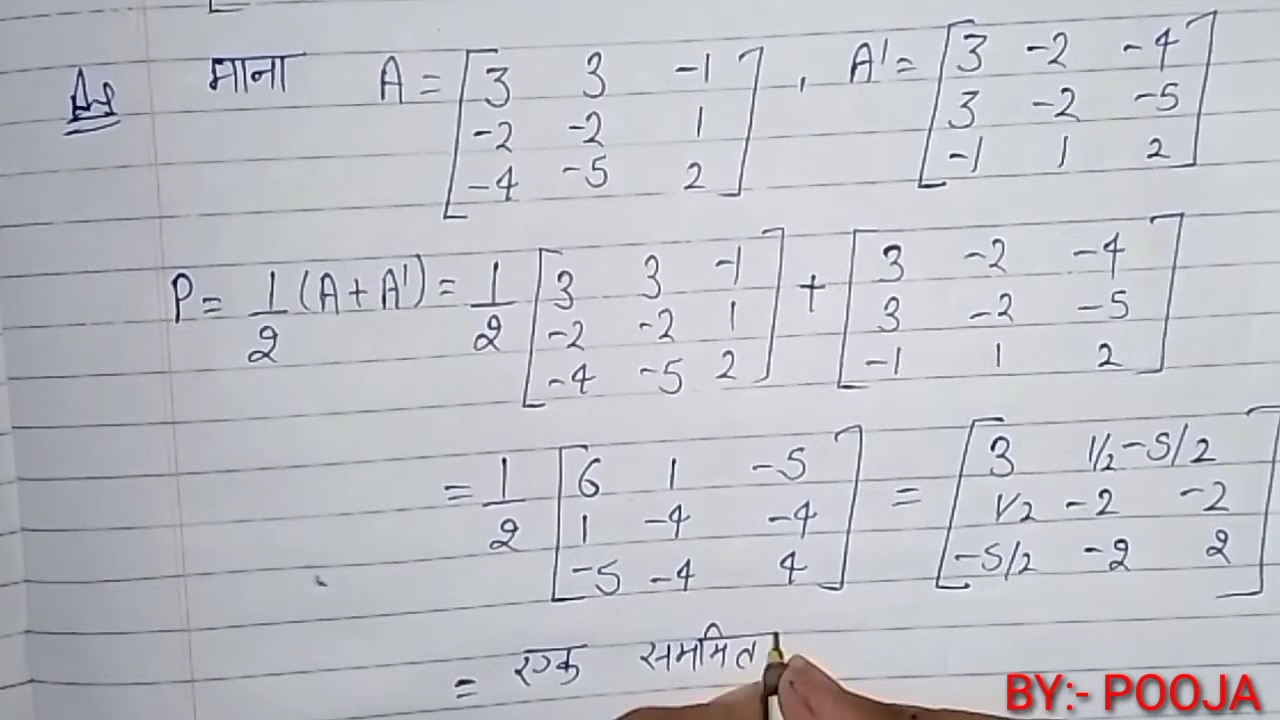 Ans माना A = [3 3 -1 , A' = [3 -2 -4
-2 -2 1 3 -2 -5
-4 -5 2] -1 1 2]
P = 1/2 (A + A') = 1/2 [3 3 -1 + [3 -2 -4
-2 -2 1 3 -2 -5
-4 -5 2] -1 1 2]
= 1/2 [6 1 -5 = [3 1/2 -5/2
1 -4 -4 1/2 -2 -2
-5 -4 4] -5/2 -2 2]
= एक सममित
BY:- POOJA